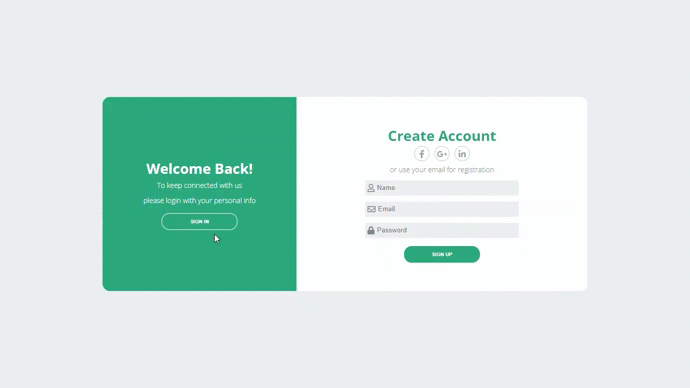 Welcome Back!
To keep connected with us
please login with your personal info
SIGN IN
Create Account
f G+ in
or use your email for registration
Name
Email
Password
SIGN UP